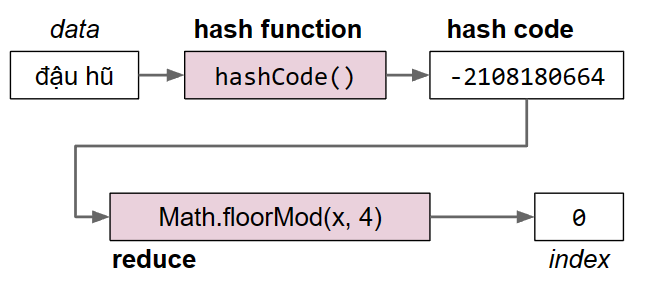 data
hash function
hash code
đậu hũ
hashCode()
-2108180664
Math.floorMod(x, 4)
0
reduce
index